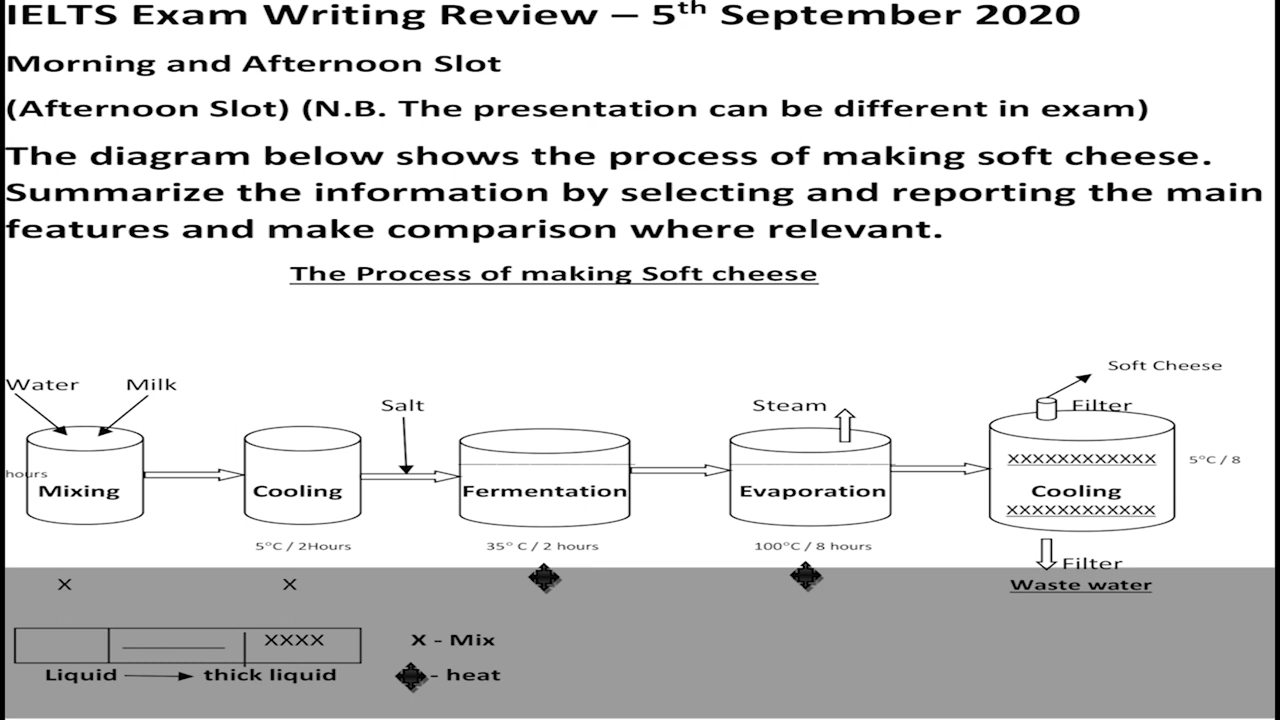 IELTS Exam Writing Review – 5th September 2020
Morning and Afternoon Slot
(Afternoon Slot) (N.B. The presentation can be different in exam)
The diagram below shows the process of making soft cheese.
Summarize the information by selecting and reporting the main
features and make comparison where relevant.
The Process of making Soft cheese
Soft Cheese
Water Milk
Salt
Steam
Filter
XXXXXXXXXXXX
5°C / 8
hours
Mixing
Cooling
Fermentation
Evaporation
Cooling
XXXXXXXXXXXX
5°C / 2Hours
35° C / 2 hours
100°C / 8 hours
Filter
X X
Waste water
XXXX
X - Mix
Liquid thick liquid
- heat